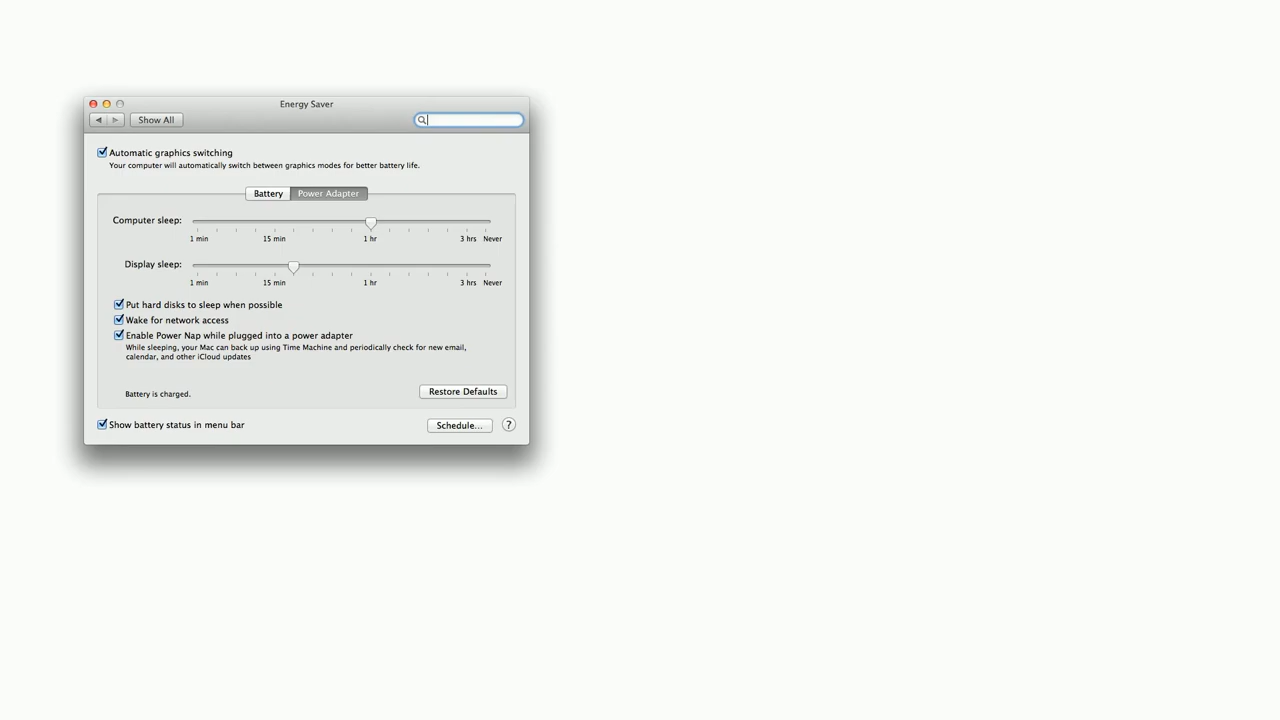 Energy Saver
Show All
Automatic graphics switching
Your computer will automatically switch between graphics modes for better battery life.
Battery Power Adapter
Computer sleep:
1 min 15 min 1 hr 3 hrs Never
Display sleep:
1 min 15 min 1 hr 3 hrs Never
Put hard disks to sleep when possible
Wake for network access
Enable Power Nap while plugged into a power adapter
While sleeping, your Mac can back up using Time Machine and periodically check for new email,
calendar, and other iCloud updates
Battery is charged. Restore Defaults
Show battery status in menu bar Schedule... ?